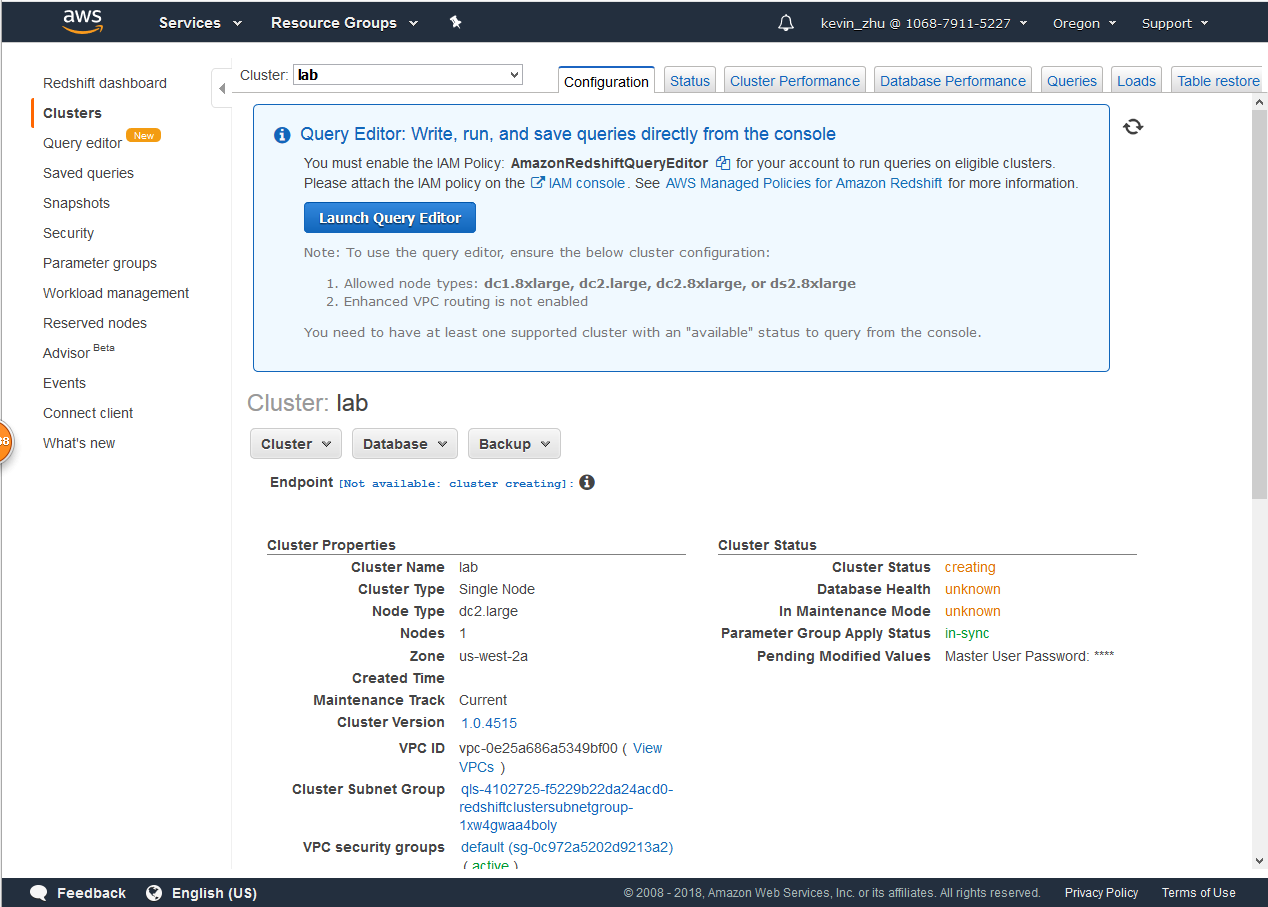 aws
Services
Resource Groups
kevin_zhu @ 1068-7911-5227
Oregon
Support
Redshift dashboard
Clusters
Query editor New
Saved queries
Snapshots
Security
Parameter groups
Workload management
Reserved nodes
Advisor Beta
Events
Connect client
What's new
38
Cluster: lab
Configuration
Status
Cluster Performance
Database Performance
Queries
Loads
Table restore
Query Editor: Write, run, and save queries directly from the console
You must enable the IAM Policy: AmazonRedshiftQueryEditor for your account to run queries on eligible clusters.
Please attach the IAM policy on the IAM console. See AWS Managed Policies for Amazon Redshift for more information.
Launch Query Editor
Note: To use the query editor, ensure the below cluster configuration:
1. Allowed node types: dc1.8xlarge, dc2.large, dc2.8xlarge, or ds2.8xlarge
2. Enhanced VPC routing is not enabled
You need to have at least one supported cluster with an "available" status to query from the console.
Cluster: lab
Cluster
Database
Backup
Endpoint [Not available: cluster creating]:
Cluster Properties
Cluster Name lab
Cluster Type Single Node
Node Type dc2.large
Nodes 1
Zone us-west-2a
Created Time
Maintenance Track Current
Cluster Version 1.0.4515
VPC ID vpc-0e25a686a5349bf00 ( View
VPCs )
Cluster Subnet Group qls-4102725-f5229b22da24acd0-
redshiftclustersubnetgroup-
1xw4gwaa4boly
VPC security groups default (sg-0c972a5202d9213a2)
( active )
Cluster Status
Cluster Status creating
Database Health unknown
In Maintenance Mode unknown
Parameter Group Apply Status in-sync
Pending Modified Values Master User Password: ****
Feedback
English (US)
© 2008 - 2018, Amazon Web Services, Inc. or its affiliates. All rights reserved.
Privacy Policy
Terms of Use